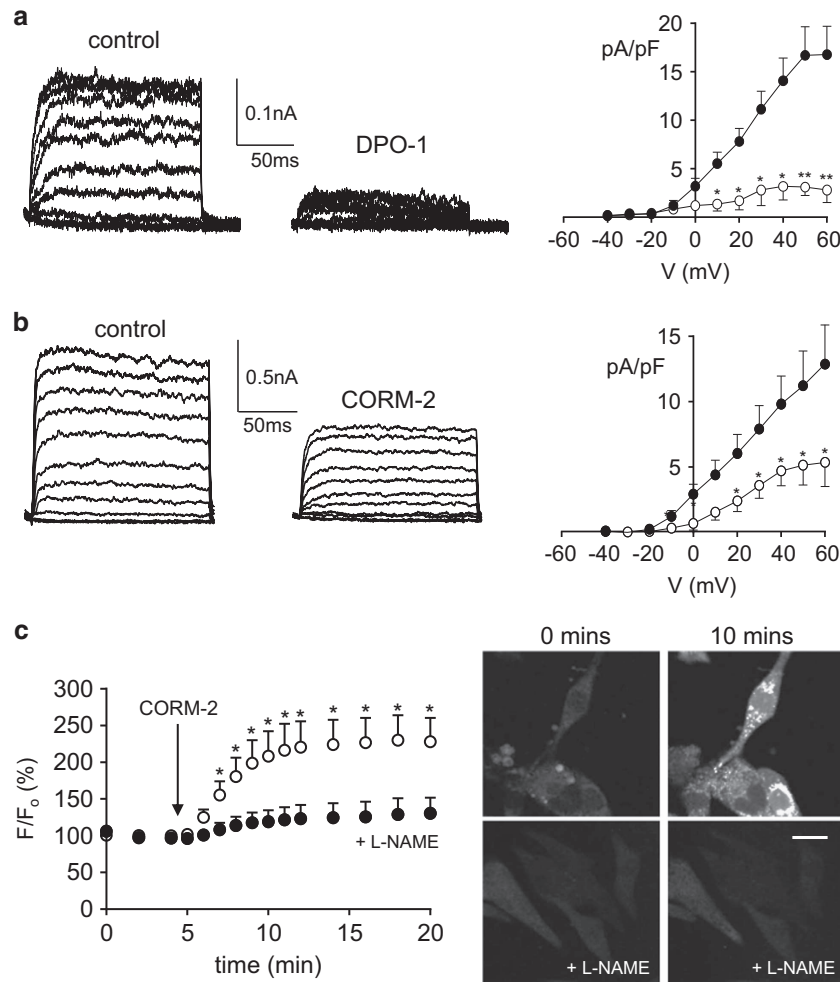 a
control
0.1nA
50ms
DPO-1
pA/pF
20
15
10
5
* * * * ** **
-60 -40 -20 0 20 40 60
V (mV)
b
control
0.5nA
50ms
CORM-2
pA/pF
15
10
5
* * * * * *
-60 -40 -20 0 20 40 60
V (mV)
c
F/Fo (%)
300
250
200
150
100
50
0
CORM-2
* * * * * * * * * *
+ L-NAME
0 5 10 15 20
time (min)
0 mins 10 mins
+ L-NAME + L-NAME